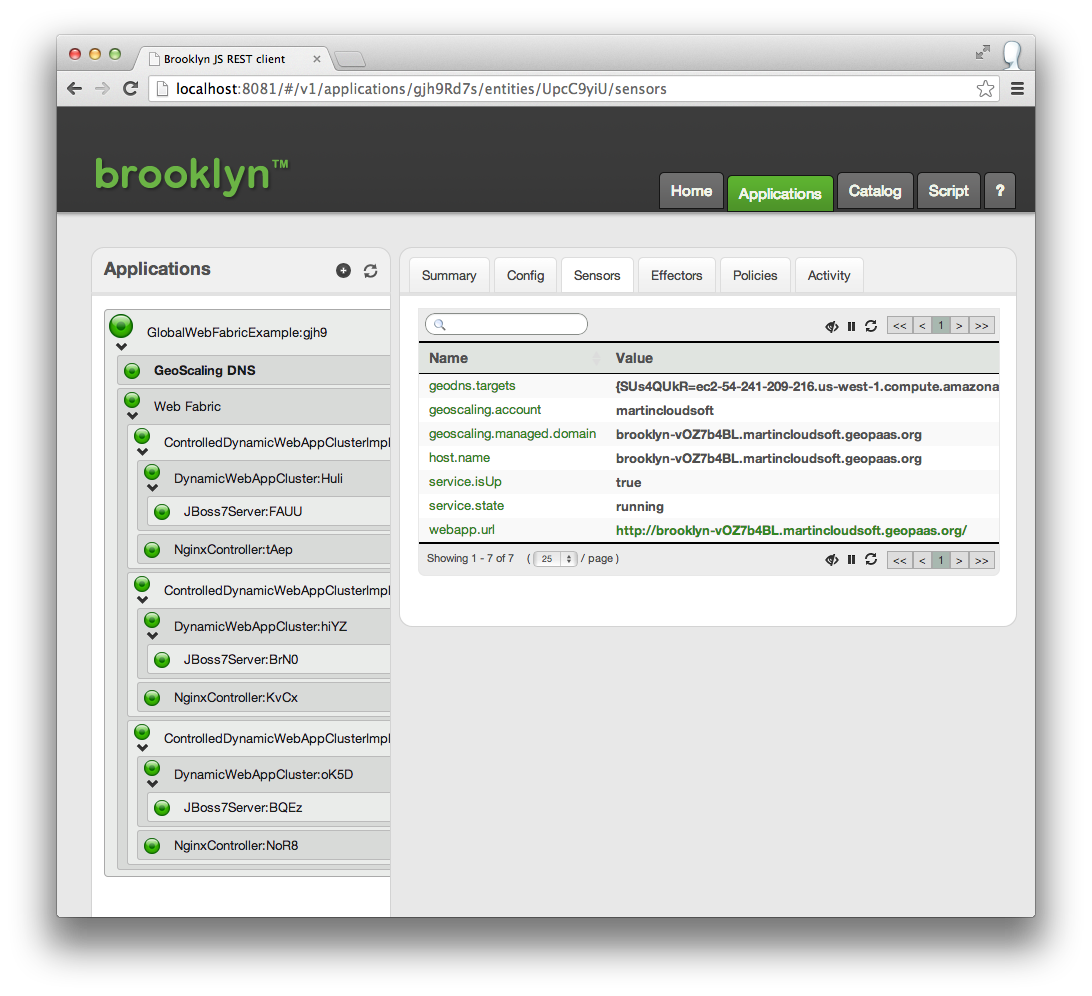 Brooklyn JS REST client
localhost:8081/#/v1/applications/gjh9Rd7s/entities/UpcC9yiU/sensors
brooklyn™
Home
Applications
Catalog
Script
?
Applications
GlobalWebFabricExample:gjh9
GeoScaling DNS
Web Fabric
ControlledDynamicWebAppClusterImpl
DynamicWebAppCluster:Huli
JBoss7Server:FAUU
NginxController:tAep
ControlledDynamicWebAppClusterImpl
DynamicWebAppCluster:hiYZ
JBoss7Server:BrN0
NginxController:KvCx
ControlledDynamicWebAppClusterImpl
DynamicWebAppCluster:oK5D
JBoss7Server:BQEz
NginxController:NoR8
Summary
Config
Sensors
Effectors
Policies
Activity
<< < 1 > >>
Name Value
geodns.targets {SUs4QUkR=ec2-54-241-209-216.us-west-1.compute.amazona
geoscaling.account martincloudsoft
geoscaling.managed.domain brooklyn-vOZ7b4BL.martincloudsoft.geopaas.org
host.name brooklyn-vOZ7b4BL.martincloudsoft.geopaas.org
service.isUp true
service.state running
webapp.url http://brooklyn-vOZ7b4BL.martincloudsoft.geopaas.org/
Showing 1 - 7 of 7 ( 25 / page ) << < 1 > >>